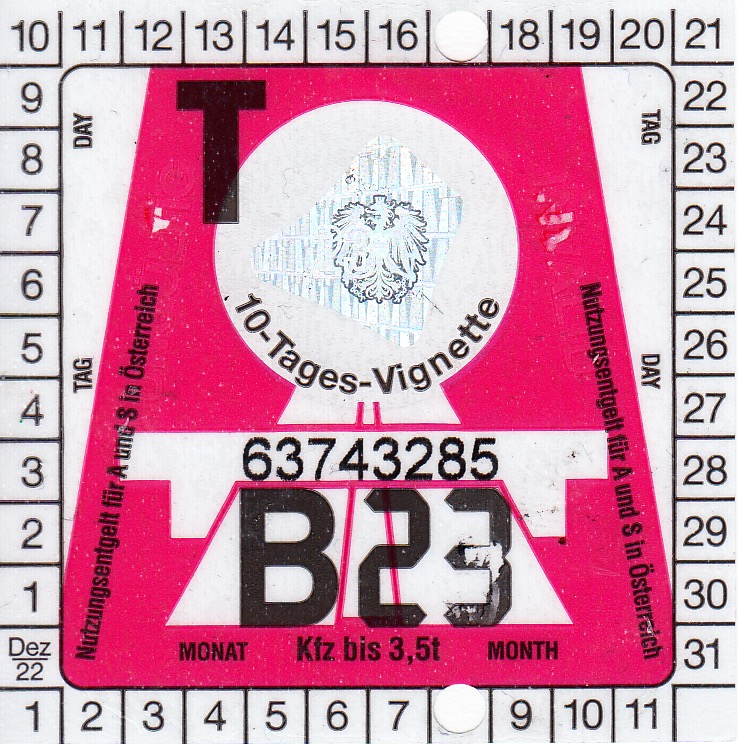 10 11 12 13 14 15 16 18 19 20 21
9 22
8 23
7 24
6 25
5 26
4 27
3 28
2 29
1 30
Dez 22 31
1 2 3 4 5 6 7 9 10 11
DAY
TAG
T
10-Tages-Vignette
TAG
DAY
Nutzungsentgelt für A und S in Österreich
Nutzungsentgelt für A und S in Österreich
63743285
B23
MONAT Kfz bis 3,5t MONTH